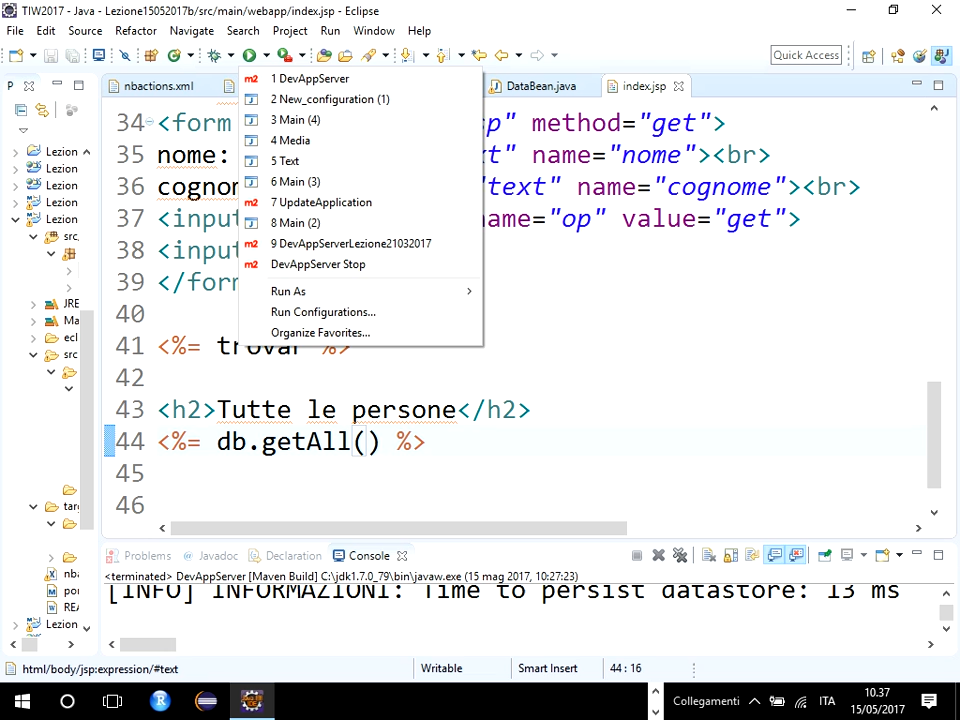 TIW2017 - Java - Lezione15052017b/src/main/webapp/index.jsp - Eclipse
File Edit Source Refactor Navigate Search Project Run Window Help
Quick Access
P
nbactions.xml
DataBean.java
index.jsp
1 DevAppServer
2 New_configuration (1)
3 Main (4)
4 Media
5 Text
6 Main (3)
7 UpdateApplication
8 Main (2)
9 DevAppServerLezione21032017
DevAppServer Stop
Run As
Run Configurations...
Organize Favorites...
Lezion
Lezion
Lezion
Lezion
Lezion
src,
JRE
Ma
ecl
src
tar
nba
po
REA
Lezion
34 <form sp" method="get">
35 nome: xt" name="nome"><br>
36 cognom "text" name="cognome"><br>
37 <input name="op" value="get">
38 <input
39 </form
40
41 <%= trovar %>
42
43 <h2>Tutte le persone</h2>
44 <%= db.getAll() %>
45
46
Problems @ Javadoc Declaration Console
<terminated> DevAppServer [Maven Build] C:\jdk1.7.0_79\bin\javaw.exe (15 mag 2017, 10:27:23)
[INFO] INFORMAZIONI: Time to persist datastore: 13 ms
html/body/jsp:expression/#text Writable Smart Insert 44 : 16
Collegamenti ITA 10.37
15/05/2017